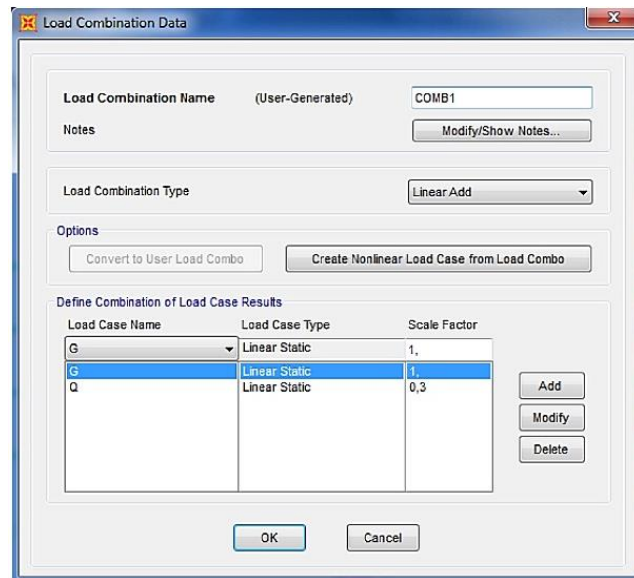 Load Combination Data
Load Combination Name (User-Generated) COMB1
Notes Modify/Show Notes...
Load Combination Type Linear Add
Options
Convert to User Load Combo Create Nonlinear Load Case from Load Combo
Define Combination of Load Case Results
Load Case Name Load Case Type Scale Factor
G Linear Static 1,
G Linear Static 1,
Q Linear Static 0,3
Add
Modify
Delete
OK Cancel